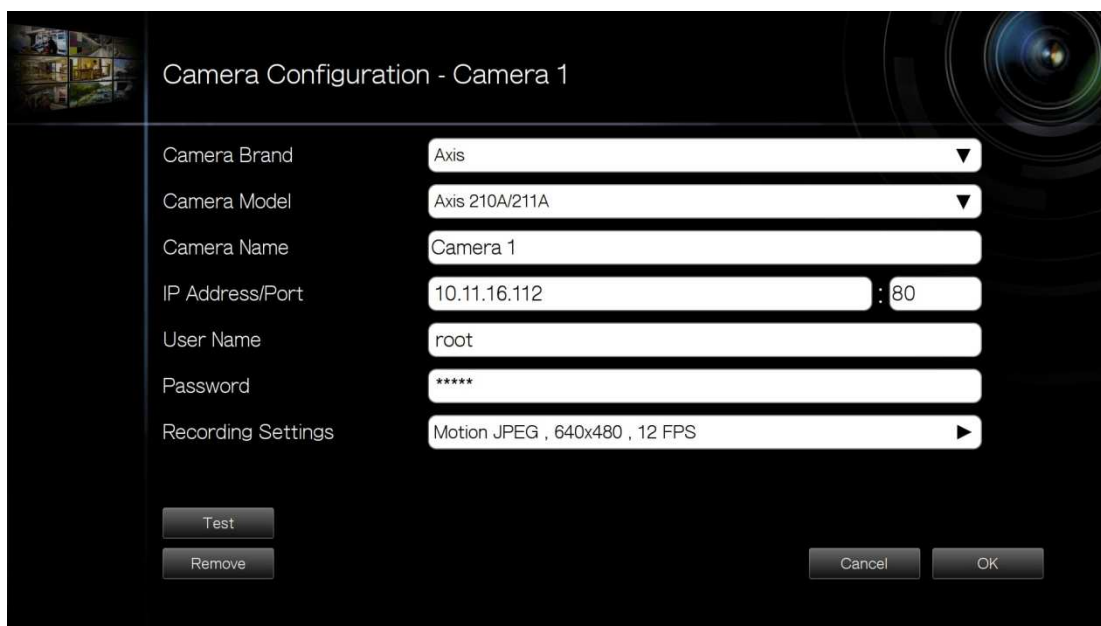 Camera Configuration - Camera 1
Camera Brand Axis
Camera Model Axis 210A/211A
Camera Name Camera 1
IP Address/Port 10.11.16.112 : 80
User Name root
Password *****
Recording Settings Motion JPEG , 640x480 , 12 FPS
Test
Remove Cancel OK